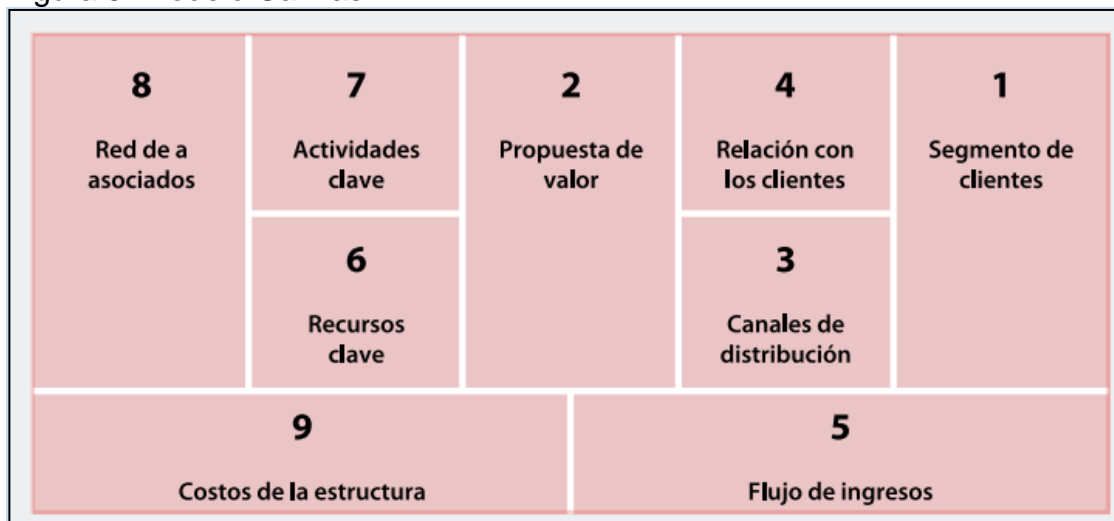 8
Red de a
asociados
7
Actividades
clave
6
Recursos
clave
2
Propuesta de
valor
4
Relación con
los clientes
3
Canales de
distribución
1
Segmento de
clientes
9
Costos de la estructura
5
Flujo de ingresos